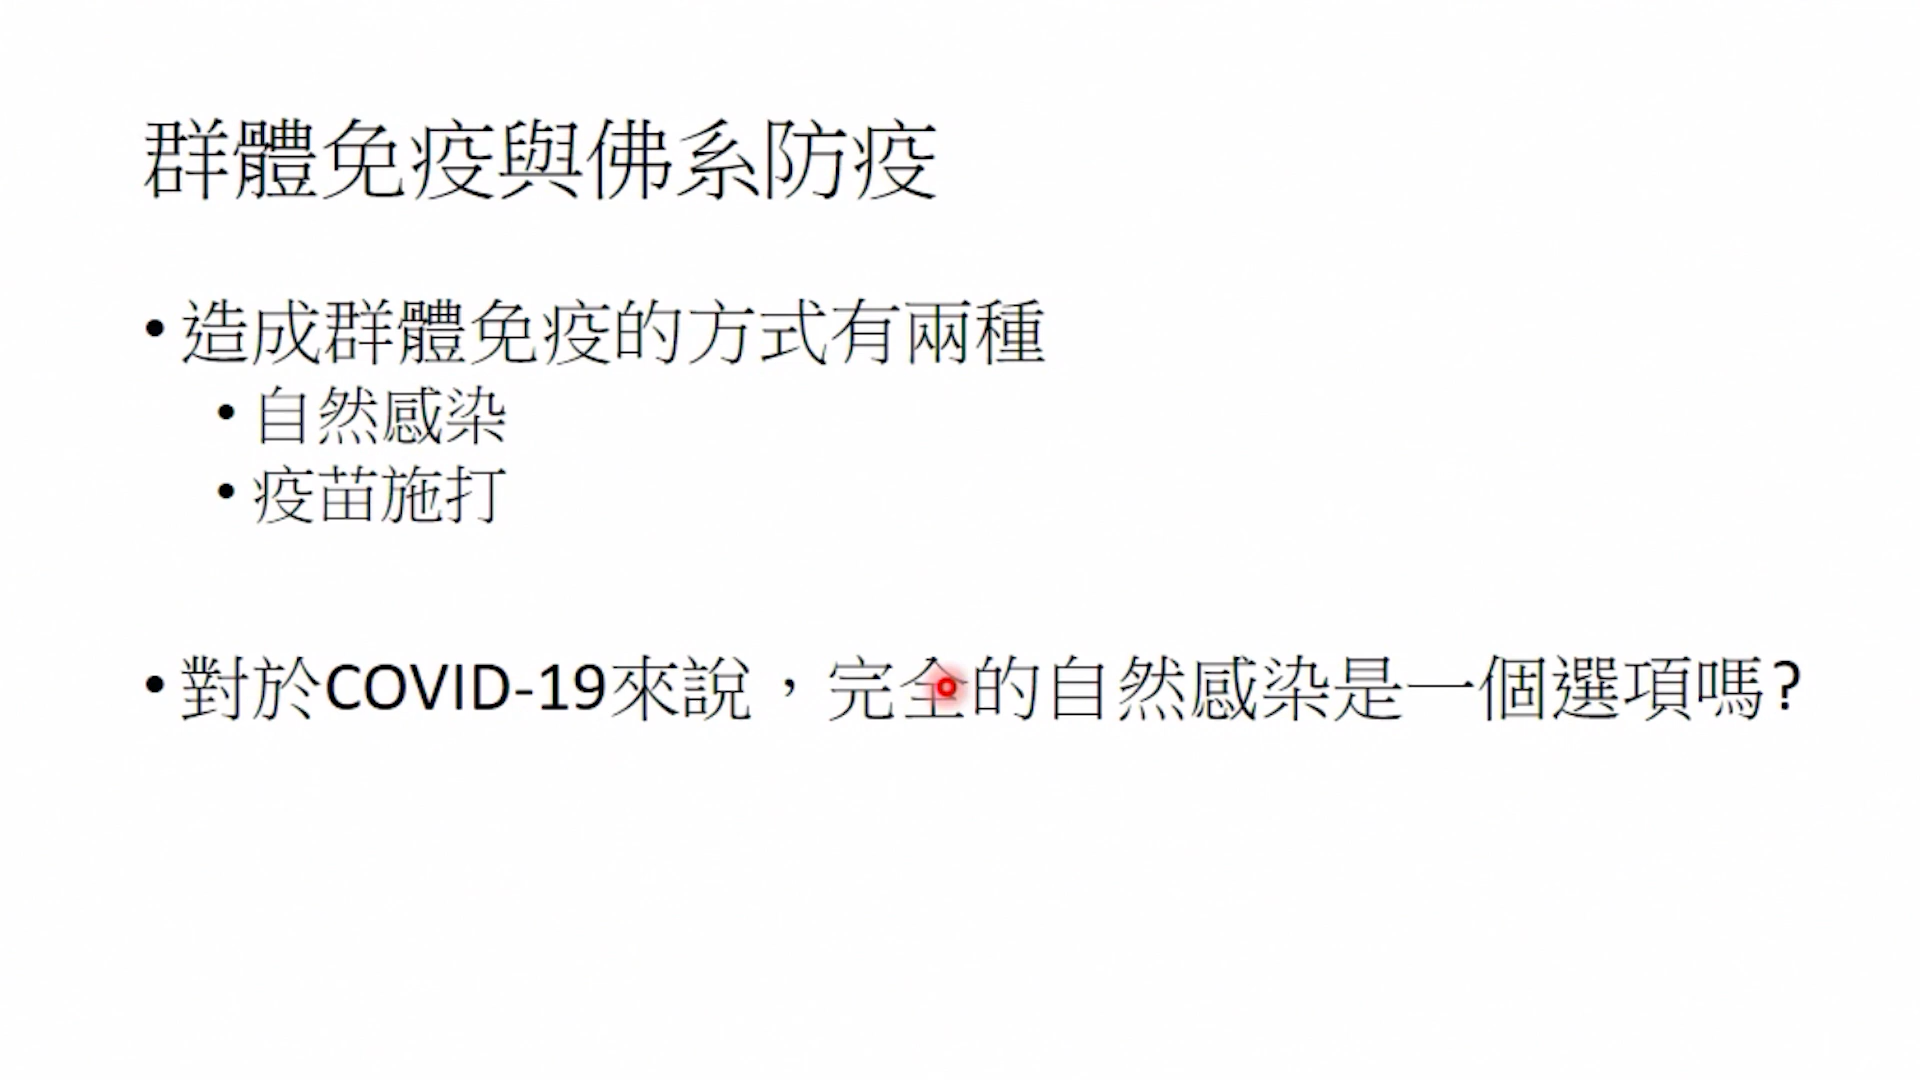 群體免疫與佛系防疫
• 造成群體免疫的方式有兩種
• 自然感染
• 疫苗施打
• 對於COVID-19來說，完全的自然感染是一個選項嗎?